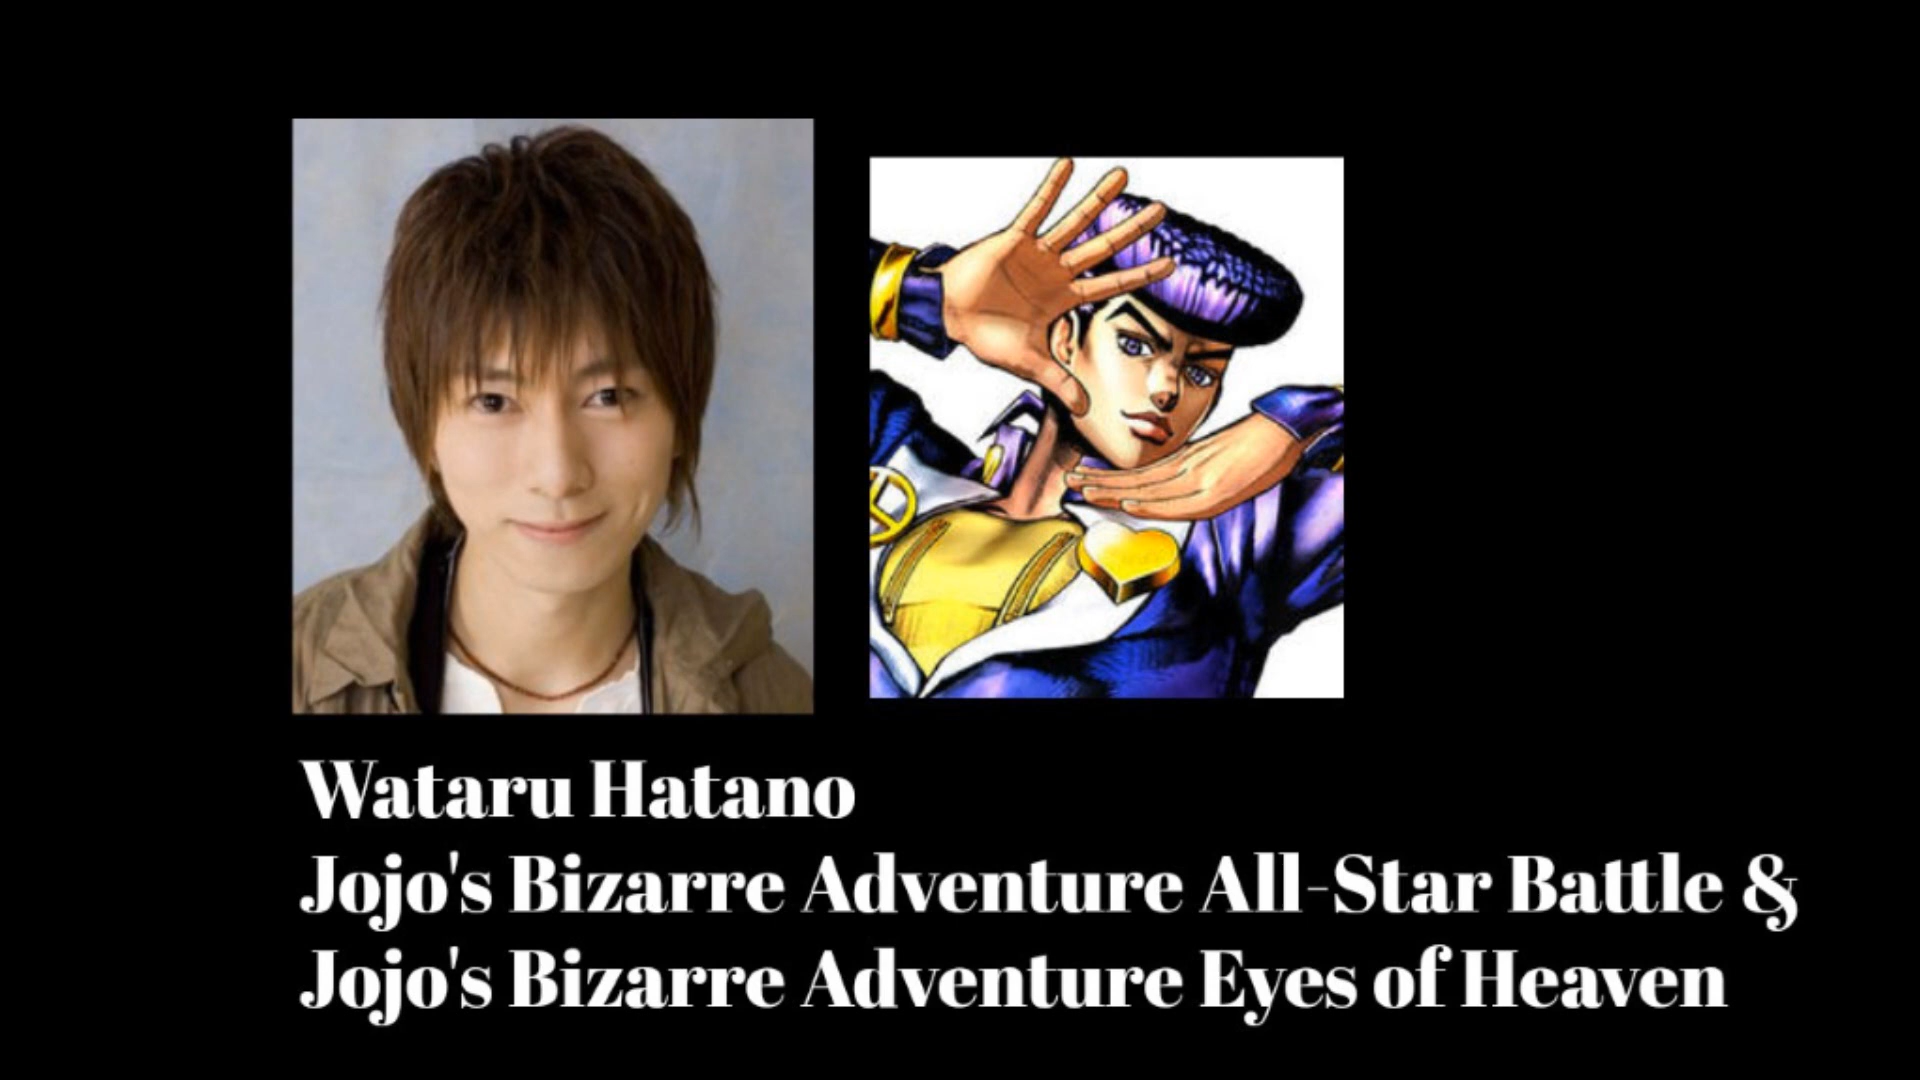 Wataru Hatano
Jojo's Bizarre Adventure All-Star Battle &
Jojo's Bizarre Adventure Eyes of Heaven